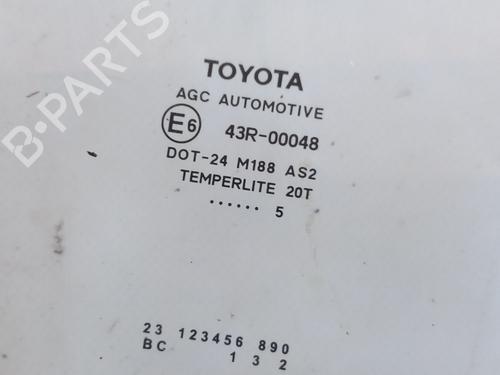 B-PARTS
TOYOTA
AGC AUTOMOTIVE
E6 43R-00048
DOT-24 M188 AS2
TEMPERLITE 20T
...... 5
23 123456 890
BC 1 3 2